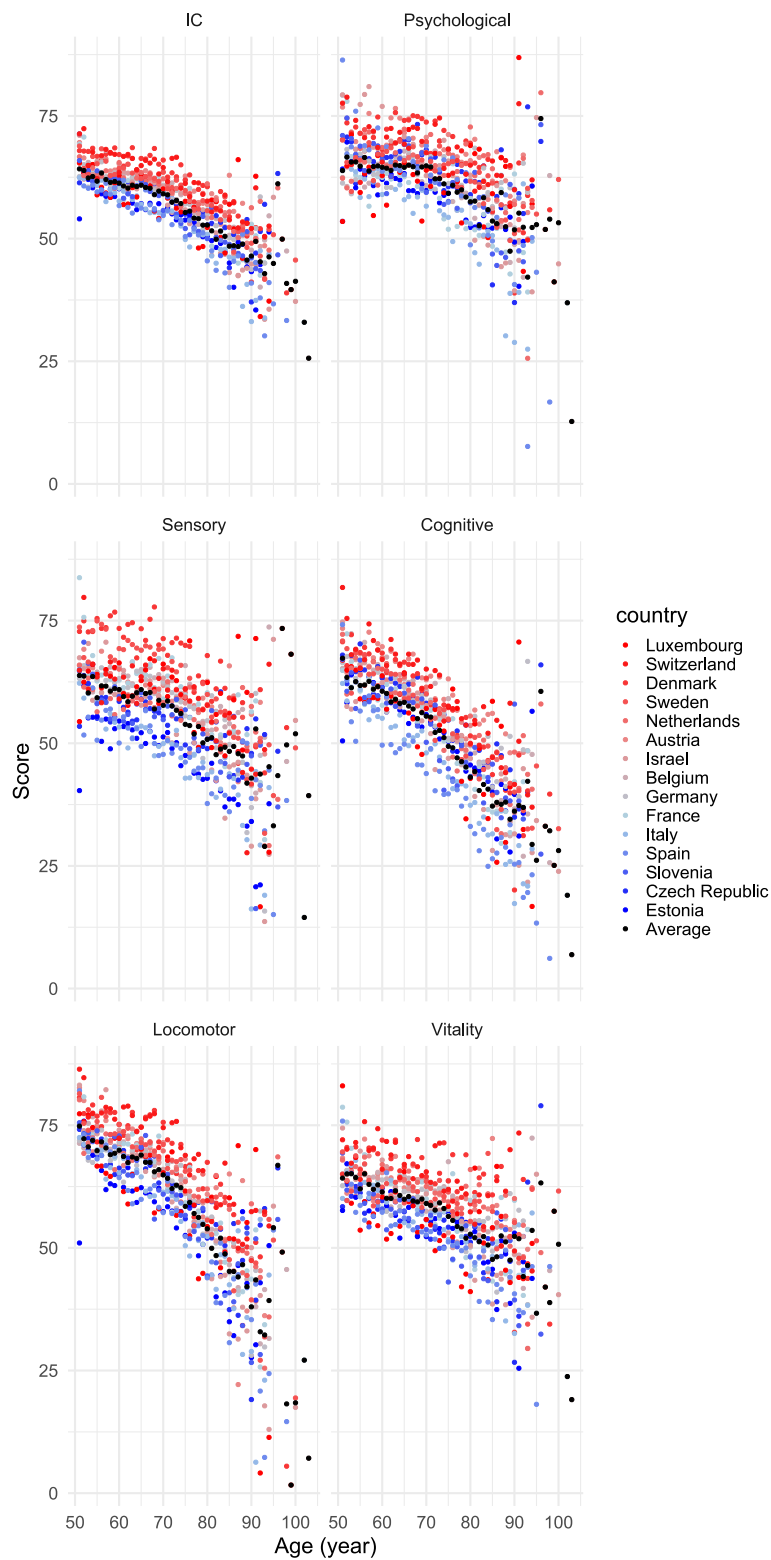 IC
Psychological
75
50
25
0
Sensory
Cognitive
75
50
25
0
Score
country
Luxembourg
Switzerland
Denmark
Sweden
Netherlands
Austria
Israel
Belgium
Germany
France
Italy
Spain
Slovenia
Czech Republic
Estonia
Average
Locomotor
Vitality
75
50
25
0
50 60 70 80 90 100 50 60 70 80 90 100
Age (year)